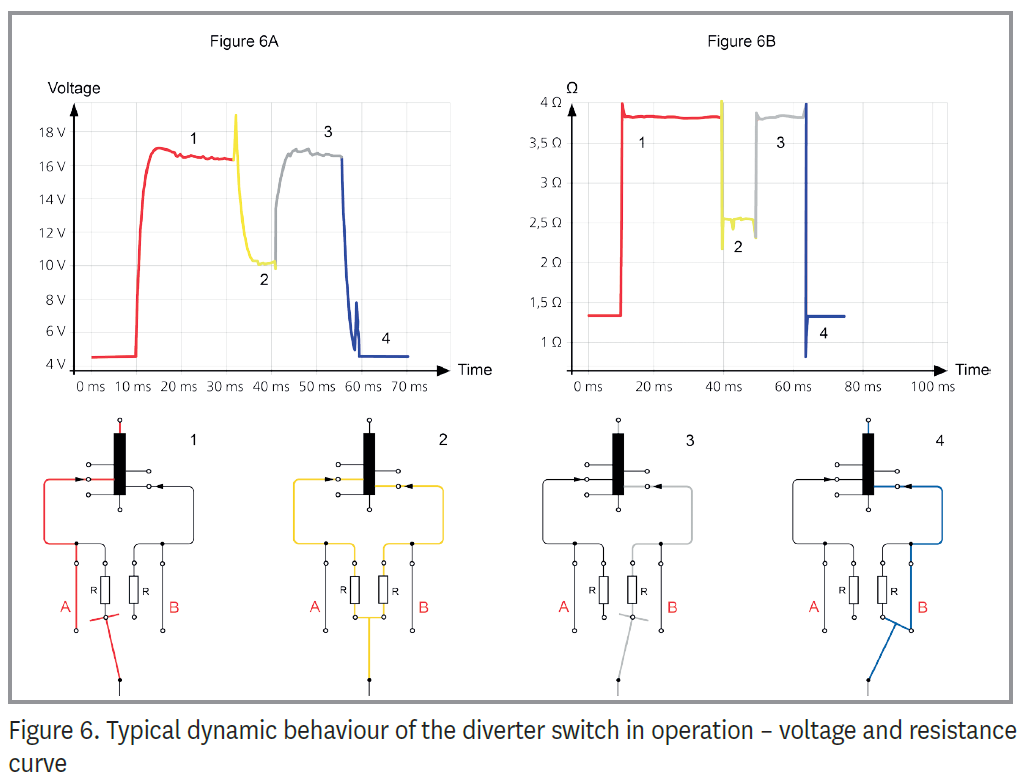 Figure 6A
Figure 6B
Voltage
18 V
16 V
14 V
12 V
10 V
8 V
6 V
4 V
1
2
3
4
0 ms 10 ms 20 ms 30 ms 40 ms 50 ms 60 ms 70 ms
Time
Ω
4 Ω
3,5 Ω
3 Ω
2,5 Ω
2 Ω
1,5 Ω
1 Ω
1
2
3
4
0 ms 20 ms 40 ms 60 ms 80 ms 100 ms
Time
1
R R
A B
2
R R
A B
3
R R
A B
4
R R
A B
Figure 6. Typical dynamic behaviour of the diverter switch in operation – voltage and resistance
curve